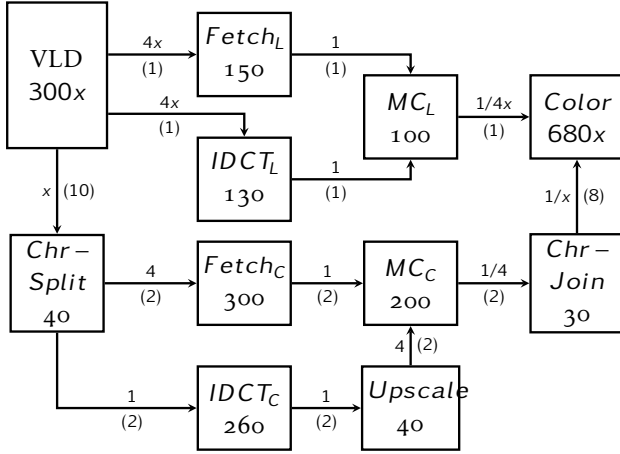 VLD
300x
4x
(1)
Fetch_L
150
1
(1)
4x
(1)
IDCT_L
130
1
(1)
MC_L
100
1/4x
(1)
Color
680x
x (10)
1/x (8)
Chr-
Split
40
4
(2)
Fetch_C
300
1
(2)
MC_C
200
1/4
(2)
Chr-
Join
30
4 (2)
1
(2)
IDCT_C
260
1
(2)
Upscale
40